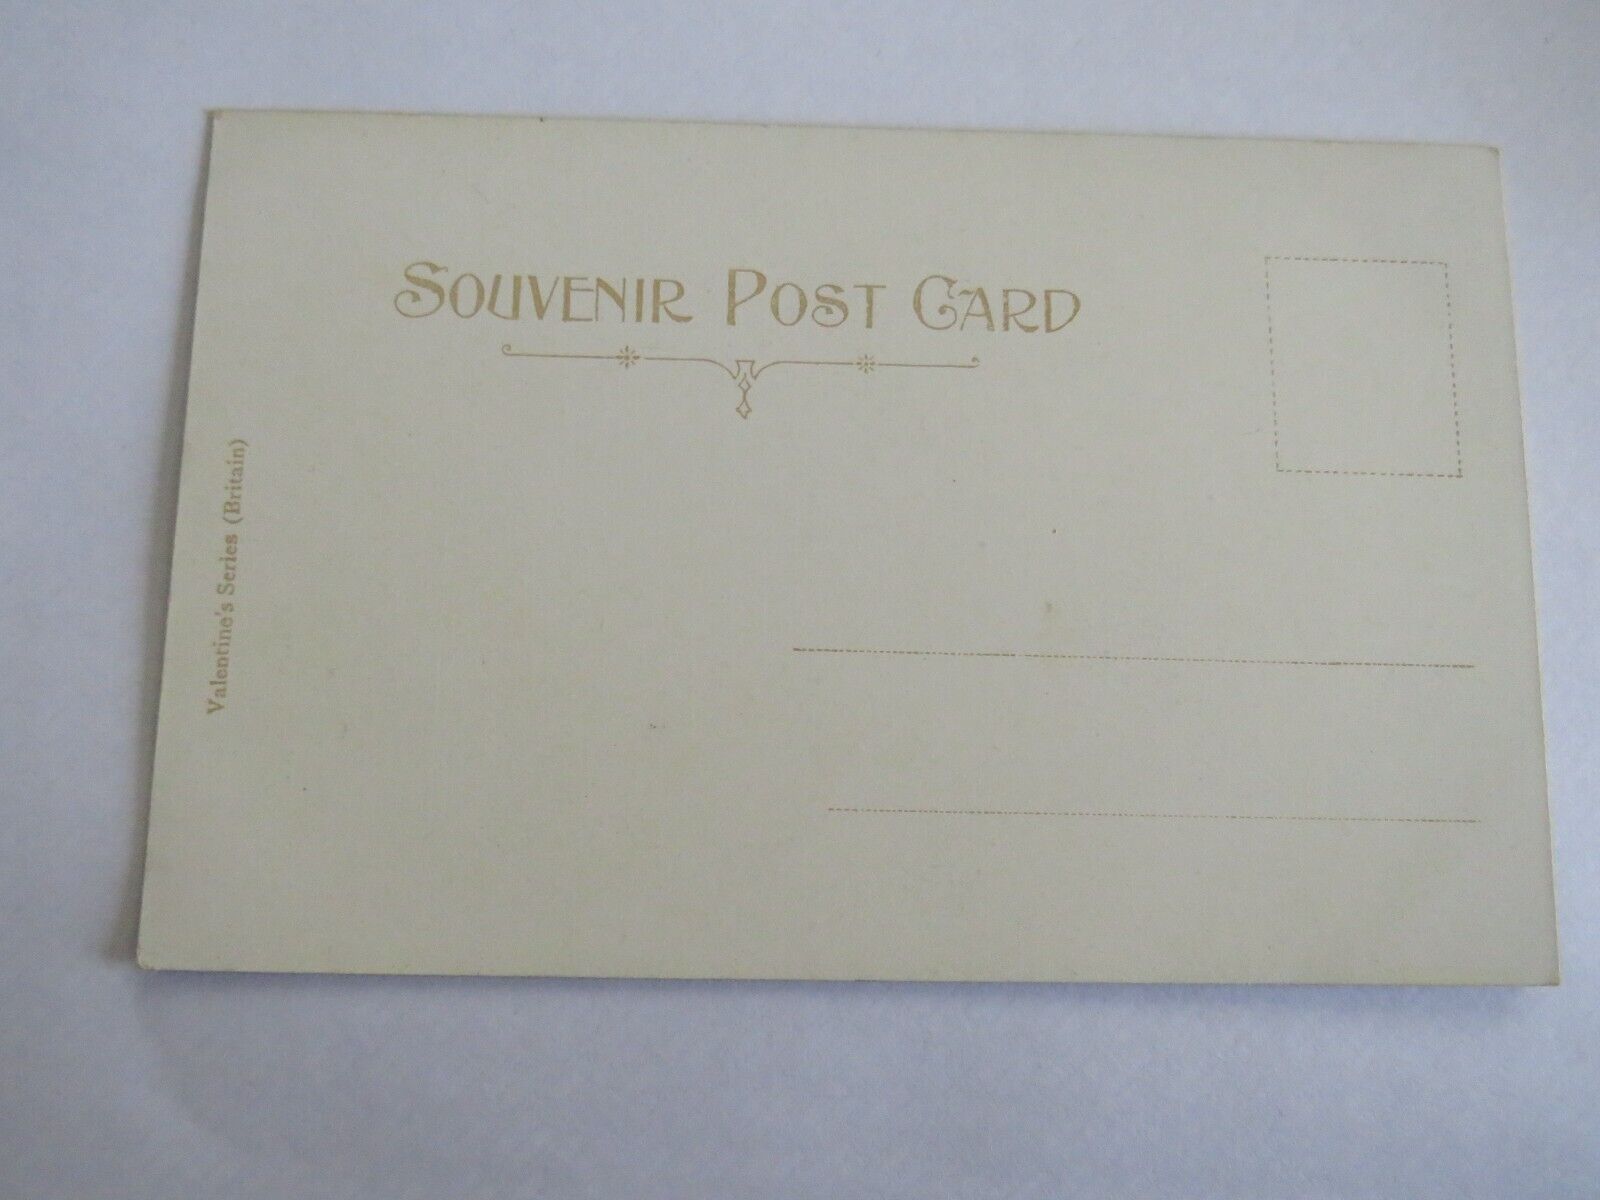 SOUVENIR POST CARD
Valentine's Series (Britain)